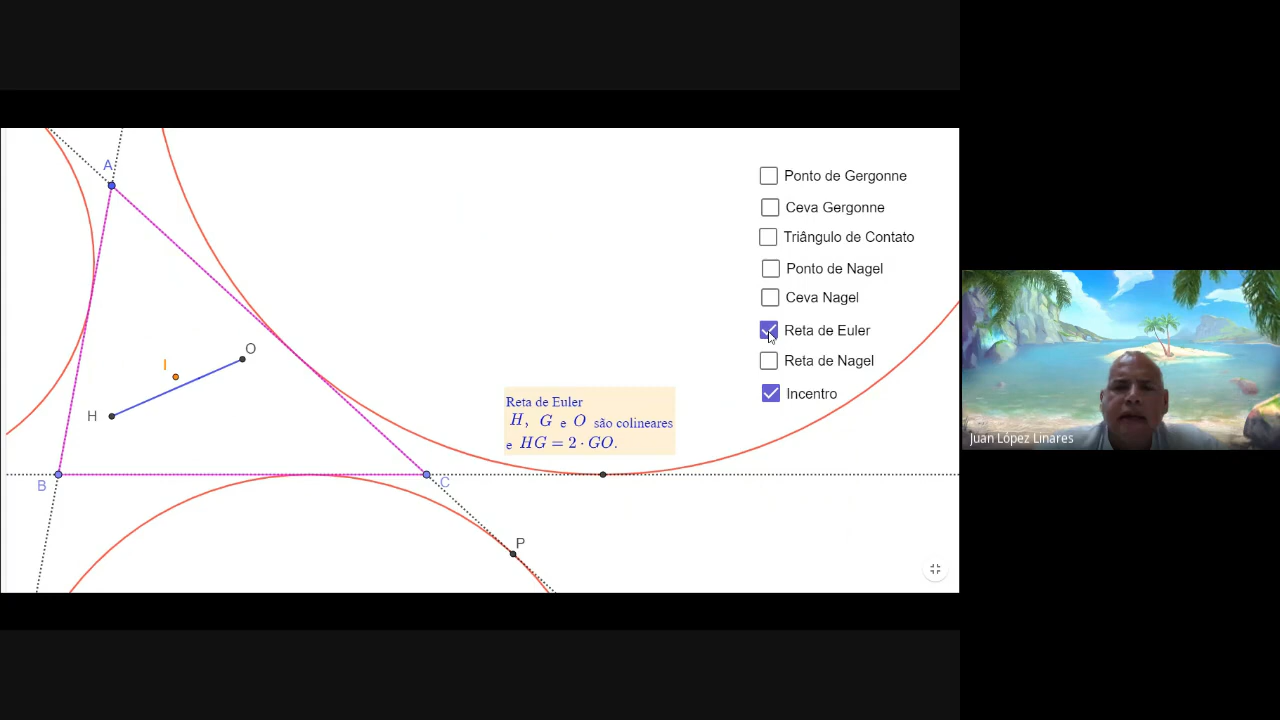 A
Ponto de Gergonne
Ceva Gergonne
Triângulo de Contato
Ponto de Nagel
Ceva Nagel
Reta de Euler
Reta de Nagel
Incentro
O
I
H
Reta de Euler
H, G e O são colineares
e HG = 2 · GO.
B
C
P
Juan López Linares